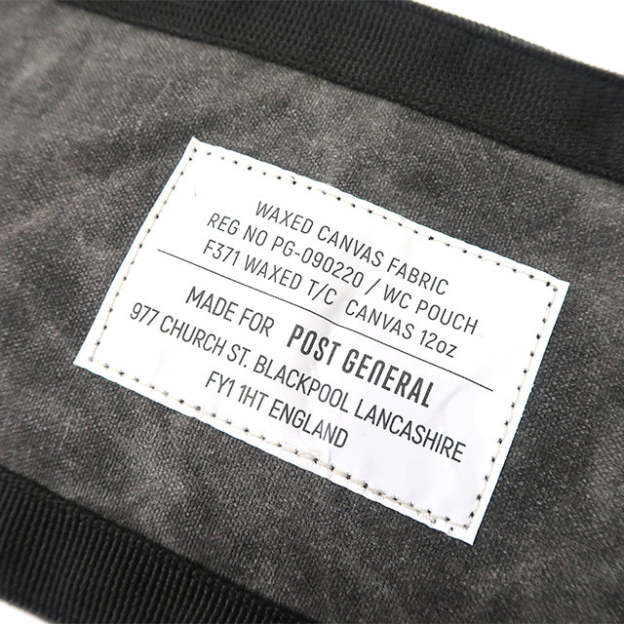 WAXED CANVAS FABRIC
REG NO PG-090220 / WC POUCH
F371 WAXED T/C CANVAS 12oz
MADE FOR POST GENERAL
977 CHURCH ST. BLACKPOOL LANCASHIRE
FY1 1HT ENGLAND